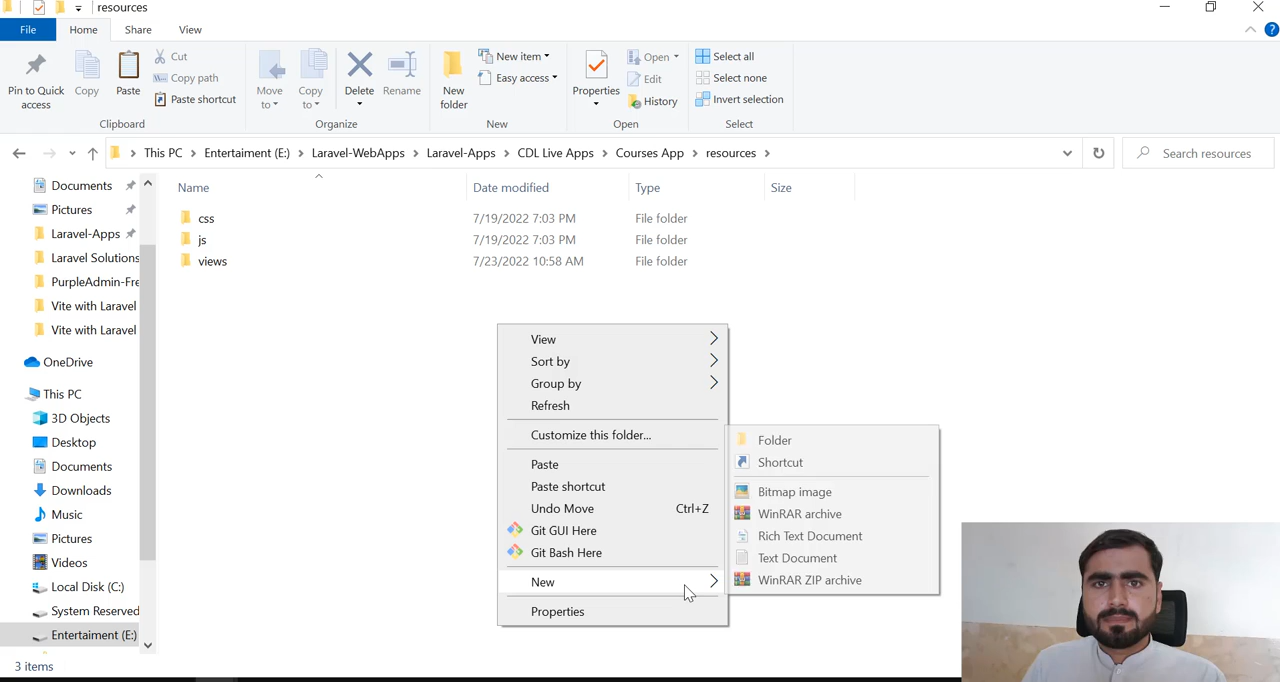 resources
File Home Share View
Pin to Quick access
Copy
Paste
Cut
Copy path
Paste shortcut
Clipboard
Move to
Copy to
Delete
Rename
Organize
New folder
New item
Easy access
New
Properties
Open
Edit
History
Open
Select all
Select none
Invert selection
Select
This PC > Entertaiment (E:) > Laravel-WebApps > Laravel-Apps > CDL Live Apps > Courses App > resources >
Search resources
Documents
Pictures
Laravel-Apps
Laravel Solutions
PurpleAdmin-Fre
Vite with Laravel
Vite with Laravel
OneDrive
This PC
3D Objects
Desktop
Documents
Downloads
Music
Pictures
Videos
Local Disk (C:)
System Reserved
Entertaiment (E:)
Name Date modified Type Size
css 7/19/2022 7:03 PM File folder
js 7/19/2022 7:03 PM File folder
views 7/23/2022 10:58 AM File folder
View
Sort by
Group by
Refresh
Customize this folder...
Paste
Paste shortcut
Undo Move Ctrl+Z
Git GUI Here
Git Bash Here
New
Properties
Folder
Shortcut
Bitmap image
WinRAR archive
Rich Text Document
Text Document
WinRAR ZIP archive
3 items